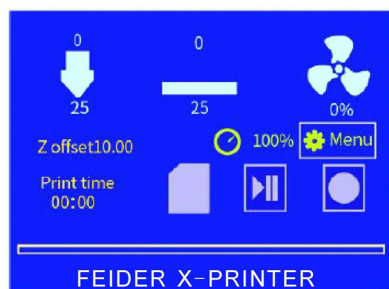 0 0
25 25 0%
Z offset10.00 100% Menu
Print time
00:00
FEIDER X-PRINTER